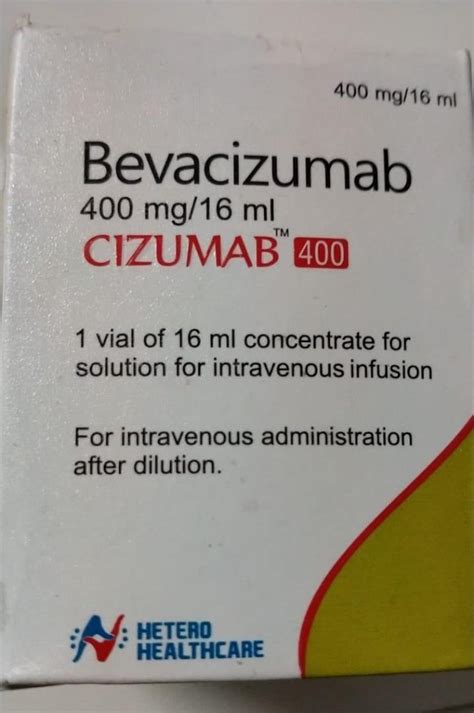 400 mg/16 ml
Bevacizumab
400 mg/16 ml
CIZUMAB™ 400
1 vial of 16 ml concentrate for
solution for intravenous infusion
For intravenous administration
after dilution.
HETERO
HEALTHCARE